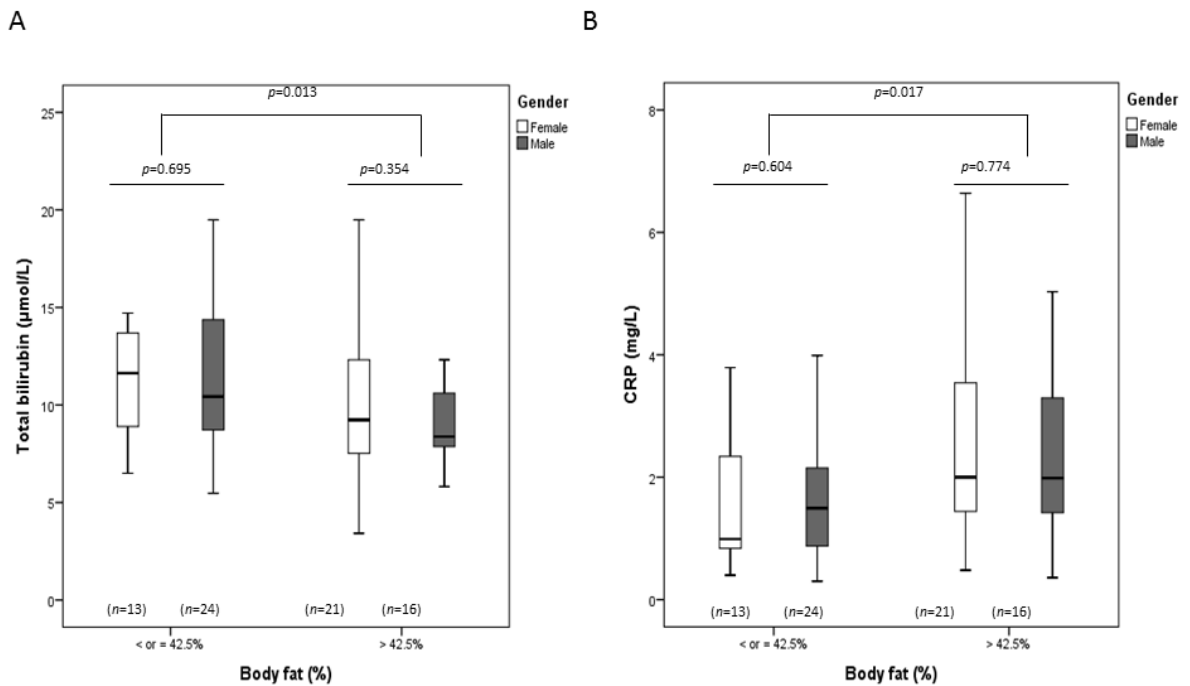 A
p=0.013
p=0.695
p=0.354
Gender
Female
Male
25
20
15
10
5
0
Total bilirubin (µmol/L)
(n=13)
(n=24)
(n=21)
(n=16)
< or = 42.5%
> 42.5%
Body fat (%)
B
p=0.017
p=0.604
p=0.774
Gender
Female
Male
8
6
4
2
0
CRP (mg/L)
(n=13)
(n=24)
(n=21)
(n=16)
< or = 42.5%
> 42.5%
Body fat (%)